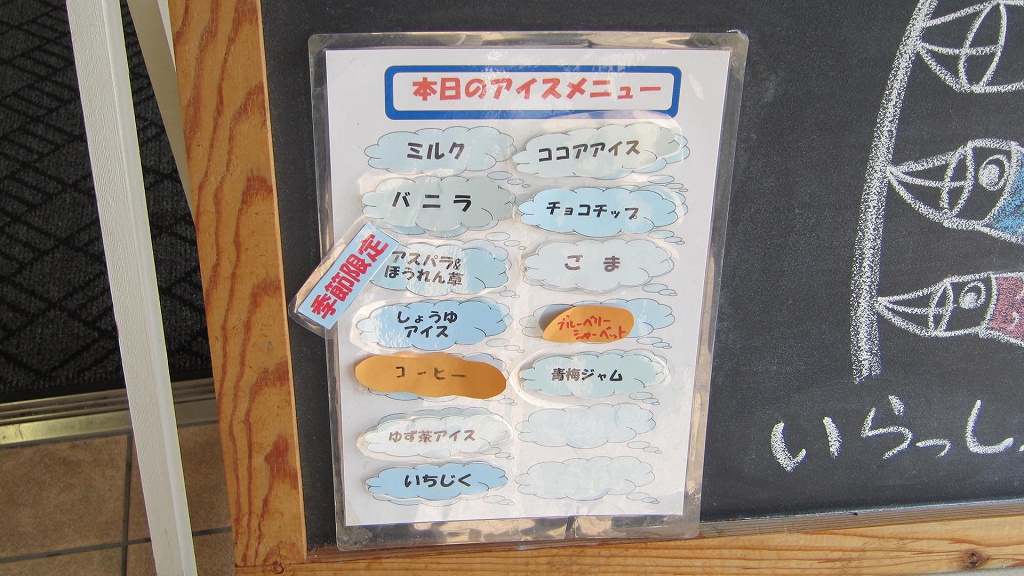 本日のアイスメニュー
ミルク
バニラ
季節限定
アスパラ&
ほうれん草
しょうゆ
アイス
コーヒー
ゆず茶アイス
いちじく
ココアアイス
チョコチップ
ごま
ブルーベリー
シャーベット
青梅ジャム
いらっし